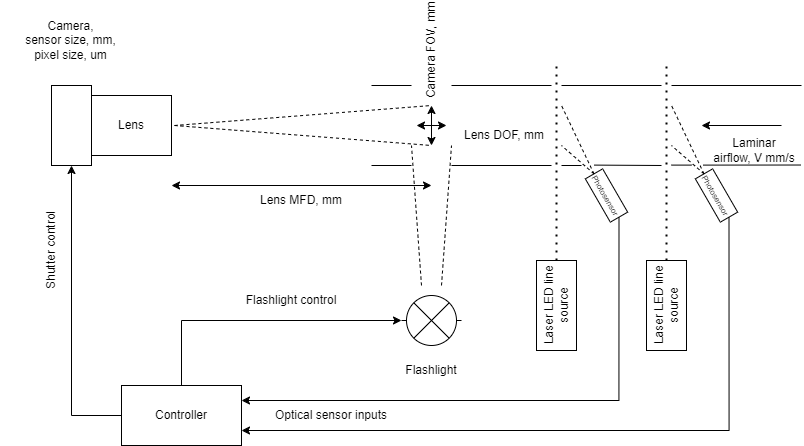 Camera,
sensor size, mm,
pixel size, um
Camera FOV, mm
Lens
Lens DOF, mm
Laminar
airflow, V mm/s
Lens MFD, mm
Photosensor
Photosensor
Shutter control
Flashlight control
Laser LED line
source
Laser LED line
source
Flashlight
Controller
Optical sensor inputs